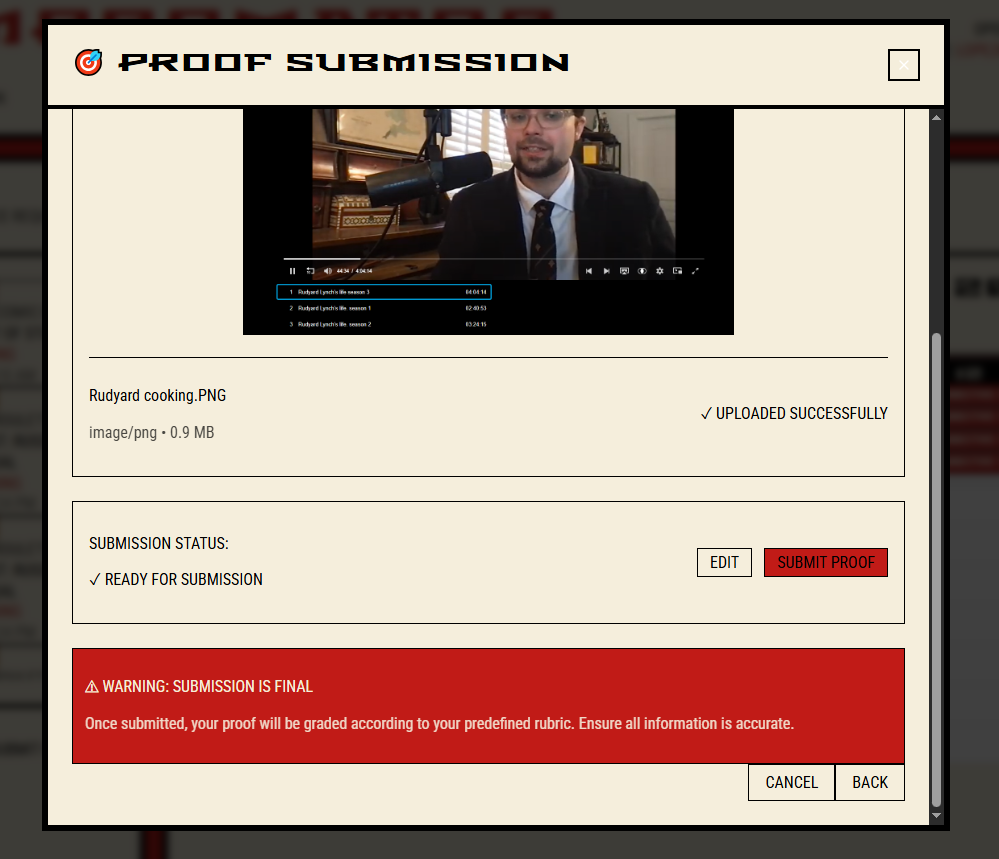 PROOF SUBMISSION
×
44:34 / 4:04:14
1 Rudyard Lynch's life season 3 04:04:14
2 Rudyard Lynch's life season 1 02:40:53
3 Rudyard Lynch's life season 2 03:24:15
Rudyard cooking.PNG
image/png • 0.9 MB
✓ UPLOADED SUCCESSFULLY
SUBMISSION STATUS:
✓ READY FOR SUBMISSION
EDIT
SUBMIT PROOF
⚠ WARNING: SUBMISSION IS FINAL
Once submitted, your proof will be graded according to your predefined rubric. Ensure all information is accurate.
CANCEL
BACK